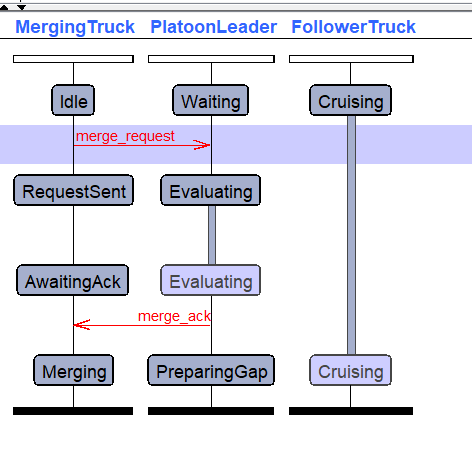 MergingTruck PlatoonLeader FollowerTruck
Idle Waiting Cruising
merge_request
RequestSent Evaluating
AwaitingAck Evaluating
merge_ack
Merging PreparingGap Cruising